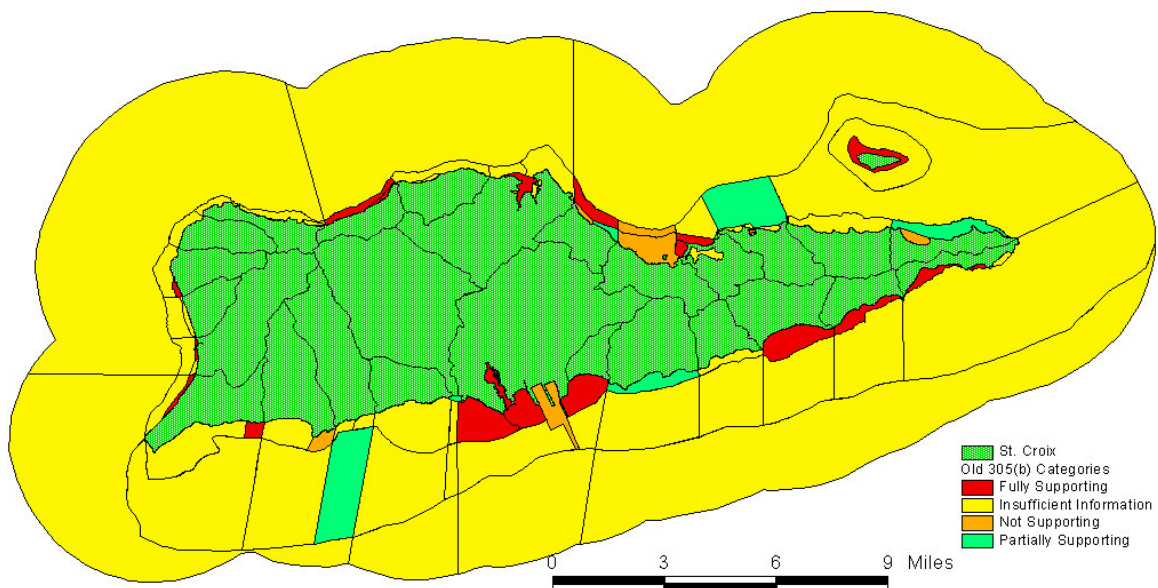 St. Croix
Old 305(b) Categories
Fully Supporting
Insufficient Information
Not Supporting
Partially Supporting
0 3 6 9 Miles